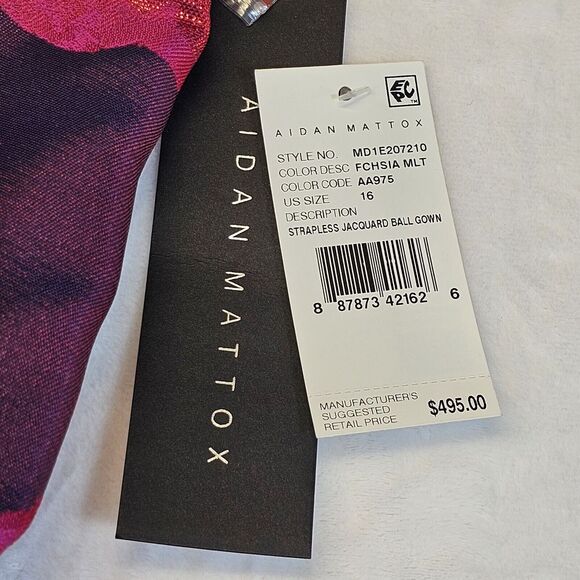 AIDAN MATTOX
EPC
TM
AIDAN MATTOX
STYLE NO. MD1E207210
COLOR DESC FCHSIA MLT
COLOR CODE AA975
US SIZE 16
DESCRIPTION
STRAPLESS JACQUARD BALL GOWN
8 87873 42162 6
MANUFACTURER'S
SUGGESTED
RETAIL PRICE
$495.00